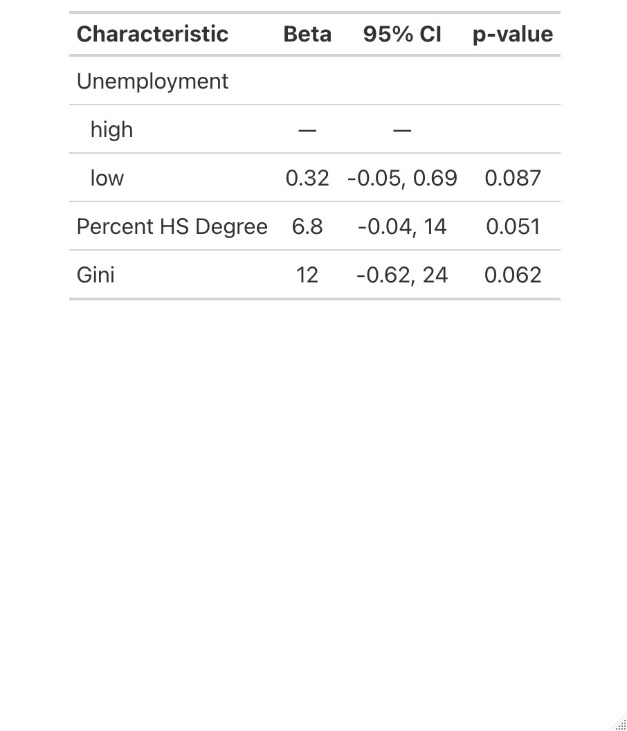 Characteristic Beta 95% CI p-value
Unemployment
high — —
low 0.32 -0.05, 0.69 0.087
Percent HS Degree 6.8 -0.04, 14 0.051
Gini 12 -0.62, 24 0.062